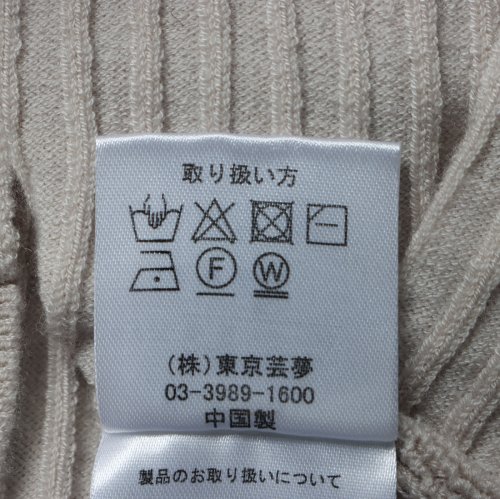 取り扱い方
F W
(株)東京芸夢
03-3989-1600
中国製
製品のお取り扱いについて